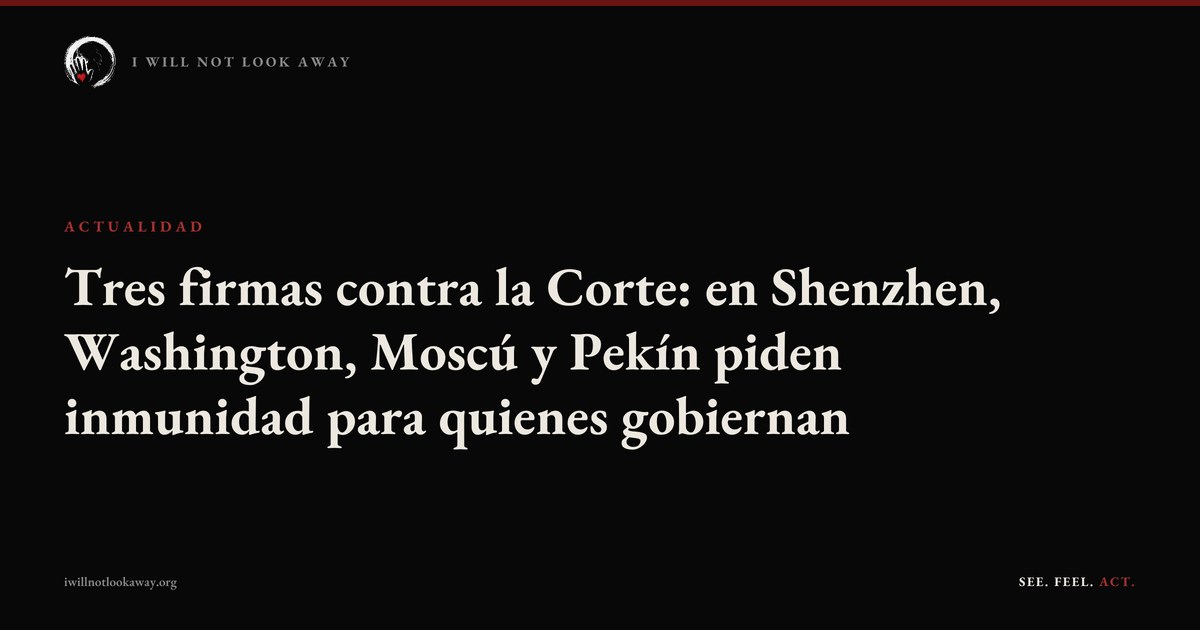 I WILL NOT LOOK AWAY
ACTUALIDAD
Tres firmas contra la Corte: en Shenzhen,
Washington, Moscú y Pekín piden
inmunidad para quienes gobiernan
iwillnotlookaway.org
SEE. FEEL. ACT.